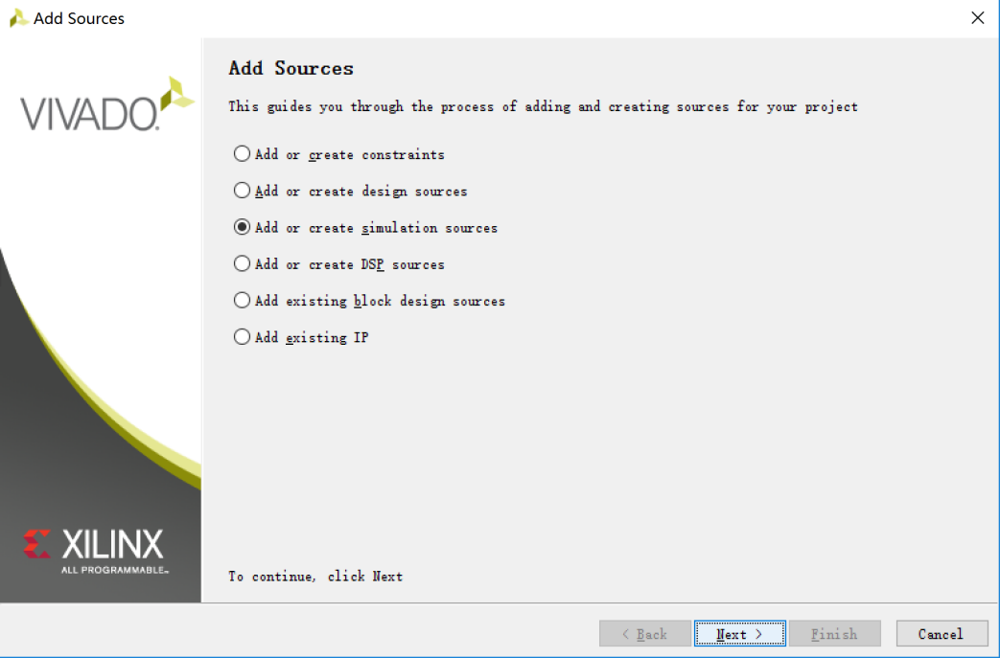 Add Sources
VIVADO.
Add Sources
This guides you through the process of adding and creating sources for your project
Add or create constraints
Add or create design sources
Add or create simulation sources
Add or create DSP sources
Add existing block design sources
Add existing IP
XILINX
ALL PROGRAMMABLE™
To continue, click Next
< Back
Next >
Finish
Cancel